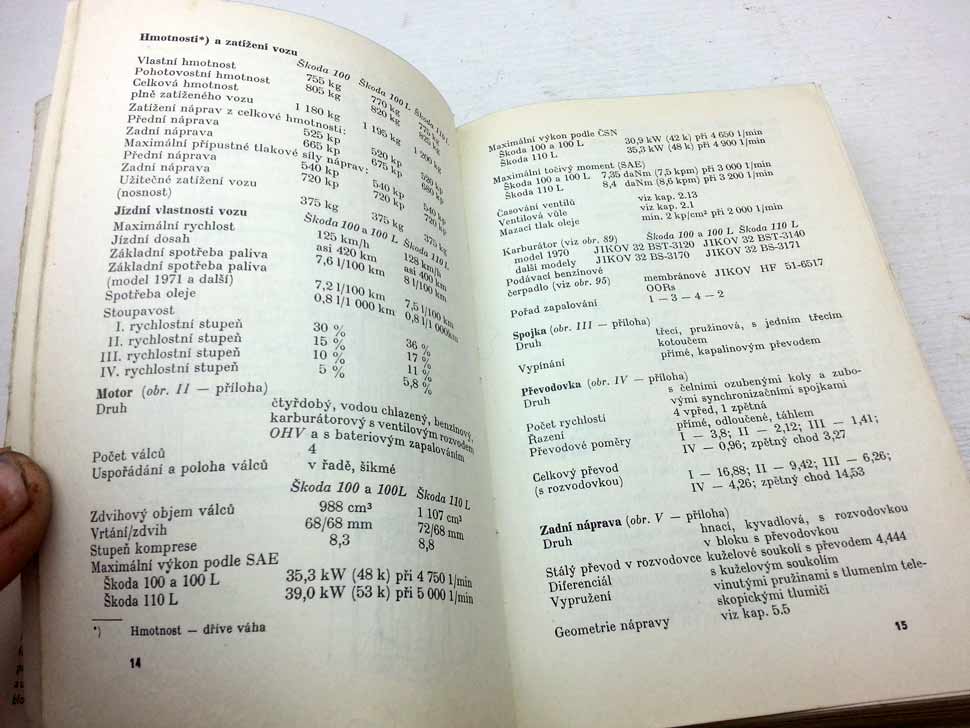 Hmotnosti*) a zatížení vozu
Škoda 100 Škoda 100 L Škoda 110 L
Vlastní hmotnost 755 kg 770 kg 775 kg
Pohotovostní hmotnost 805 kg 820 kg 825 kg
Celková hmotnost
plně zatíženého vozu 1 180 kg 1 195 kg 1 200 kg
Zatížení náprav z celkové hmotnosti:
Přední náprava 525 kp 520 kp 520 kp
Zadní náprava 665 kp 675 kp 680 kp
Maximální přípustné tlakové síly náprav:
Přední náprava 540 kp 540 kp 540 kp
Zadní náprava 720 kp 720 kp 720 kp
Užitečné zatížení vozu
(nosnost) 375 kg 375 kg 375 kg
Jízdní vlastnosti vozu
Škoda 100 a 100 L Škoda 110 L
Maximální rychlost 125 km/h 128 km/h
Jízdní dosah asi 420 km asi 400 km
Základní spotřeba paliva 7,6 l/100 km 8 l/100 km
Základní spotřeba paliva
(model 1971 a další) 7,2 l/100 km 7,5 l/100 km
Spotřeba oleje 0,8 l/1 000 km 0,8 l/1 000km
Stoupavost
I. rychlostní stupeň 30 % 36 %
II. rychlostní stupeň 15 % 17 %
III. rychlostní stupeň 10 % 11 %
IV. rychlostní stupeň 5 % 5,8 %
Motor (obr. II — příloha)
Druh čtyřdobý, vodou chlazený, benzinový,
karburátorový s ventilovým rozvodem
OHV a s bateriovým zapalováním
Počet válců 4
Uspořádání a poloha válců v řadě, šikmé
Škoda 100 a 100L Škoda 110 L
Zdvihový objem válců 988 cm³ 1 107 cm³
Vrtání/zdvih 68/68 mm 72/68 mm
Stupeň komprese 8,3 8,8
Maximální výkon podle SAE
Škoda 100 a 100 L 35,3 kW (48 k) při 4 750 1/min
Škoda 110 L 39,0 kW (53 k) při 5 000 1/min
*) Hmotnost — dříve váha
14
Maximální výkon podle ČSN
Škoda 100 a 100 L 30,9 kW (42 k) při 4 650 1/min
Škoda 110 L 35,3 kW (48 k) při 4 900 1/min
Maximální točivý moment (SAE)
Škoda 100 a 100 L 7,35 daNm (7,5 kpm) při 3 000 1/min
Škoda 110 L 8,4 daNm (8,6 kpm) při 3 200 1/min
Časování ventilů viz kap. 2.13
Ventilová vůle viz kap. 2.1
Mazací tlak oleje min. 2 kp/cm² při 2 000 1/min
Škoda 100 a 100 L Škoda 110 L
Karburátor (viz obr. 89)
model 1970 JIKOV 32 BST-3120 JIKOV 32 BST-3140
další modely JIKOV 32 BS-3170 JIKOV 32 BS-3171
Podávací benzinové
čerpadlo (viz obr. 95) membránové JIKOV HF 51-6517
OORs
Pořad zapalování 1 — 3 — 4 — 2
Spojka (obr. III — příloha)
Druh třecí, pružinová, s jedním třecím
kotoučem
Vypínání přímé, kapalinovým převodem
Převodovka (obr. IV — příloha)
Druh s čelními ozubenými koly a zubo-
vými synchronizačními spojkami
Počet rychlostí 4 vpřed, 1 zpětná
Řazení přímé, odloučené, táhlem
Převodové poměry I — 3,8; II — 2,12; III — 1,41;
IV — 0,96; zpětný chod 3,27
Celkový převod
(s rozvodovkou) I — 16,88; II — 9,42; III — 6,26;
IV — 4,26; zpětný chod 14,53
Zadní náprava (obr. V — příloha)
Druh hnací, kyvadlová, s rozvodovkou
v bloku s převodovkou
Stálý převod v rozvodovce kuželové soukolí s převodem 4,444
Diferenciál s kuželovým soukolím
Vypružení vinutými pružinami s tlumením tele-
skopickými tlumiči
Geometrie nápravy viz kap. 5.5
15